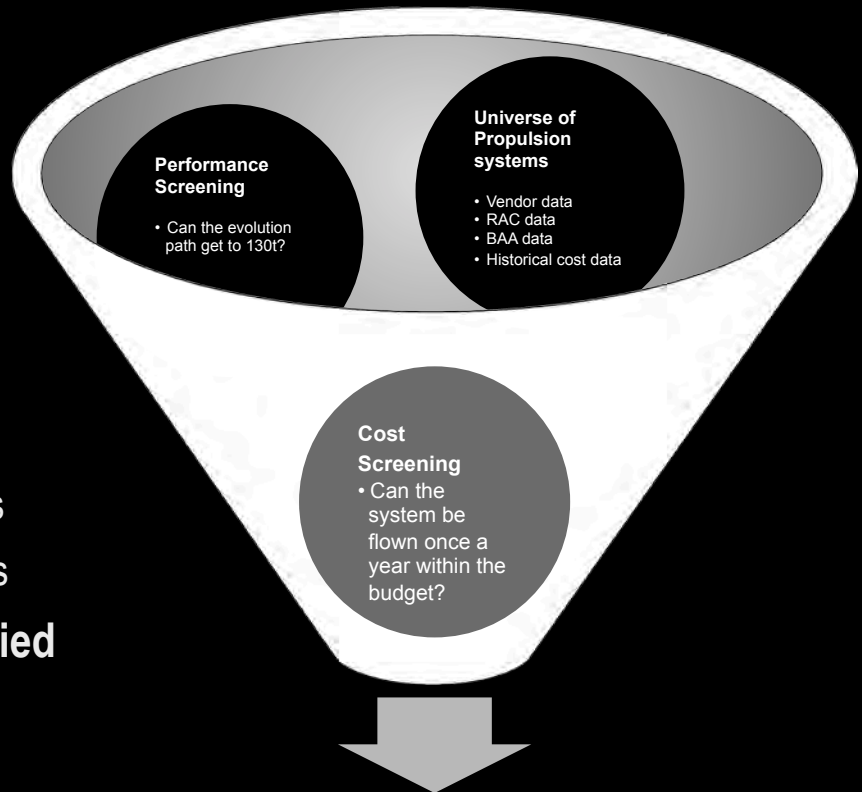 Performance
Screening
• Can the evolution
path get to 130t?
Universe of
Propulsion
systems
• Vendor data
• RAC data
• BAA data
• Historical cost data
Cost
Screening
• Can the
system be
flown once a
year within the
budget?
s
s
ied